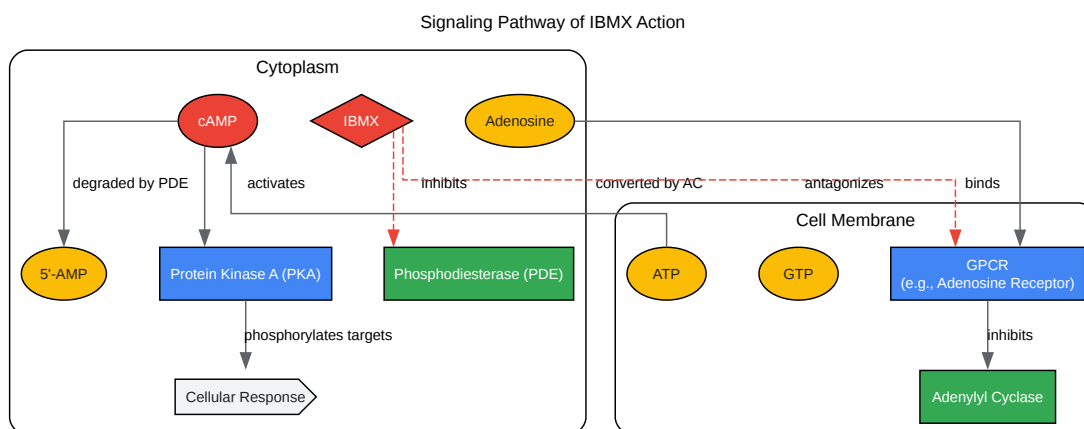 Signaling Pathway of IBMX Action
Cytoplasm
cAMP
IBMX
Adenosine
degraded by PDE
activates
inhibits
converted by AC
antagonizes
binds
Cell Membrane
5'-AMP
Protein Kinase A (PKA)
Phosphodiesterase (PDE)
ATP
GTP
GPCR
(e.g., Adenosine Receptor)
phosphorylates targets
inhibits
Cellular Response
Adenylyl Cyclase